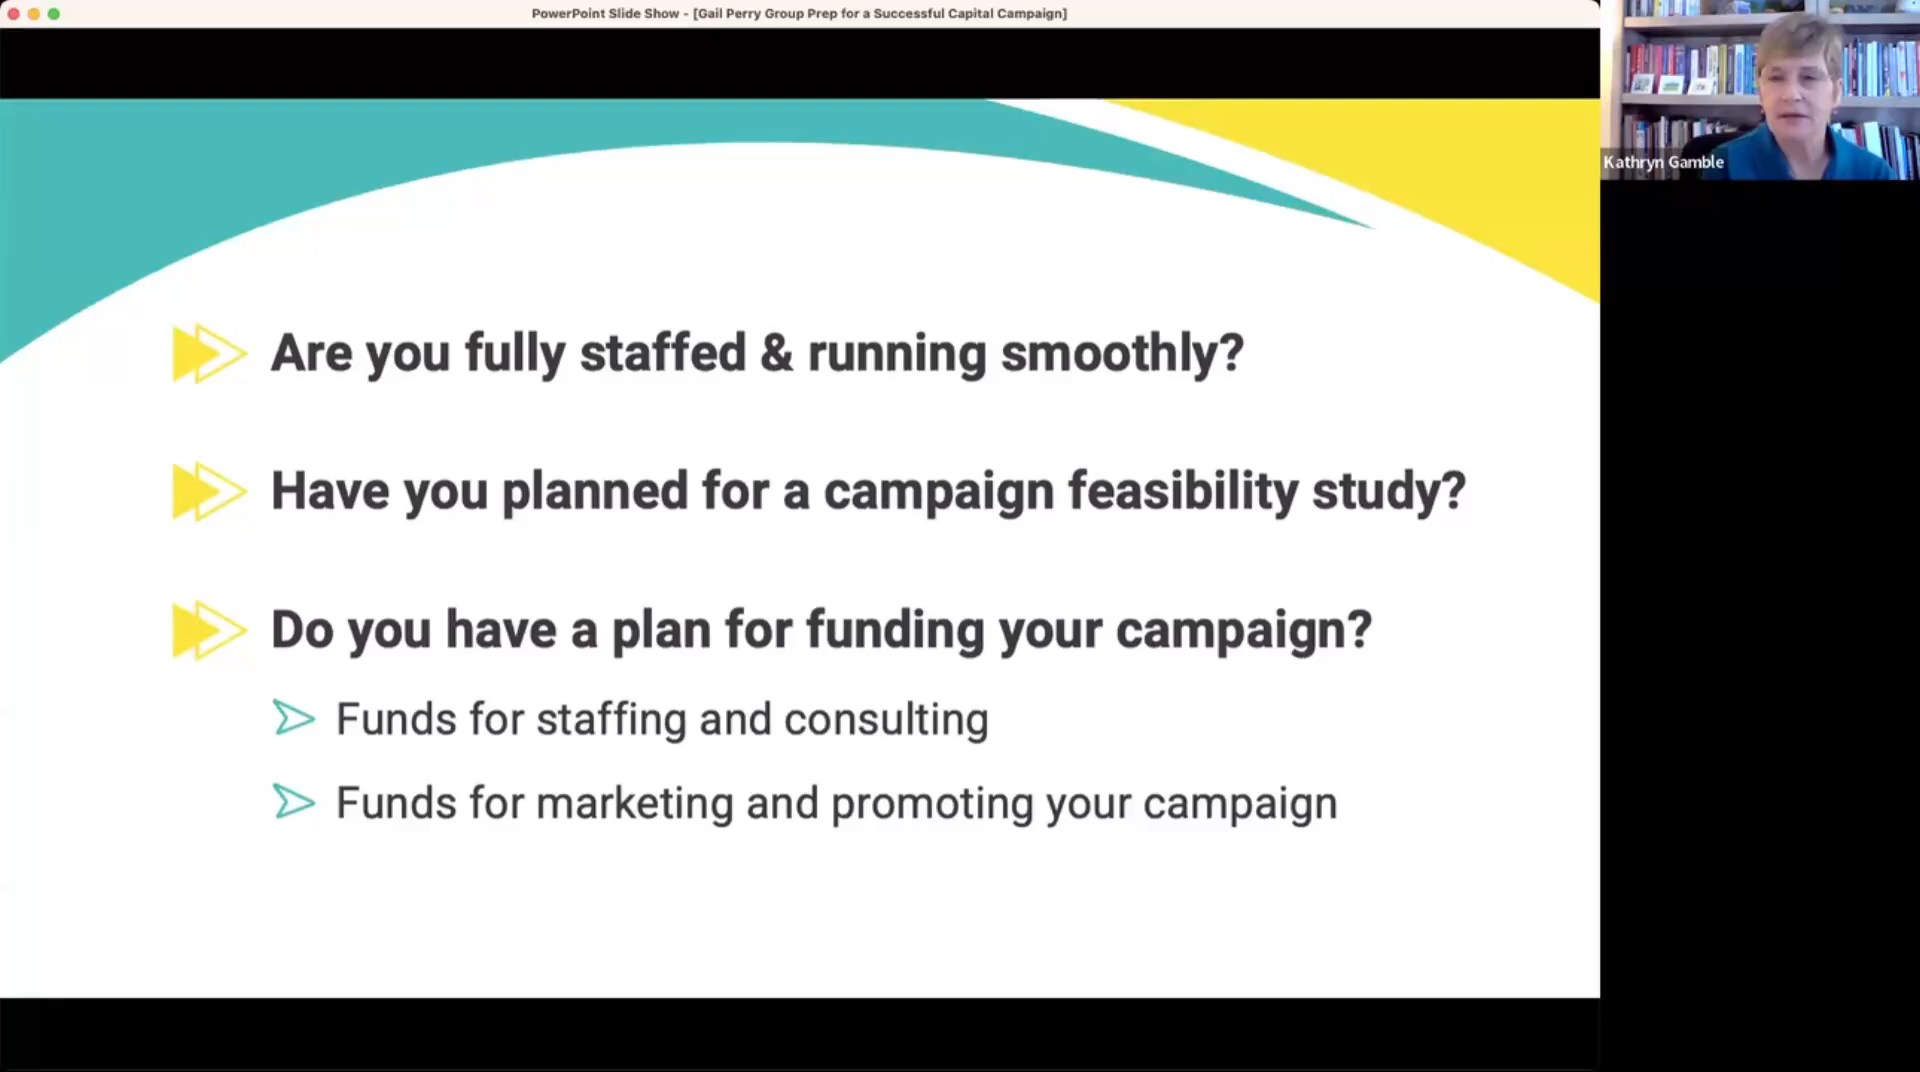 PowerPoint Slide Show - [Gail Perry Group Prep for a Successful Capital Campaign]
Kathryn Gamble
Are you fully staffed & running smoothly?
Have you planned for a campaign feasibility study?
Do you have a plan for funding your campaign?
Funds for staffing and consulting
Funds for marketing and promoting your campaign